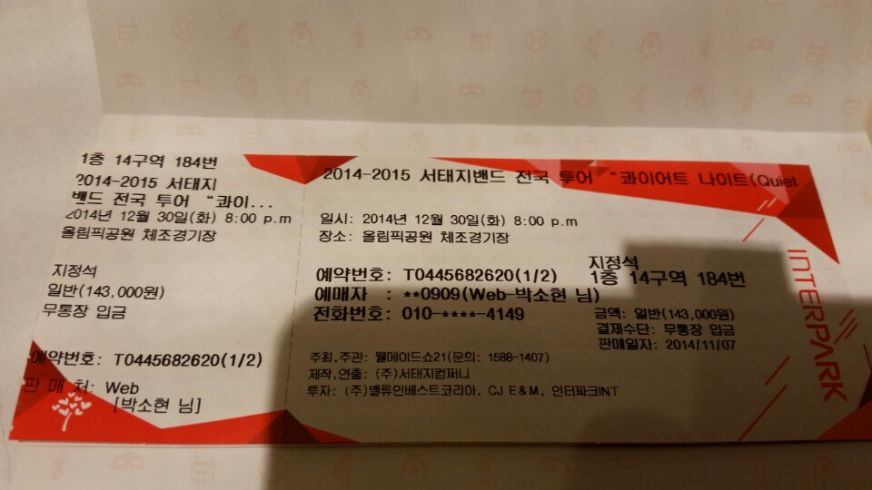 1층 14구역 184번
2014-2015 서태지
밴드 전국 투어 “콰이...
2014년 12월 30일(화) 8:00 p.m
올림픽공원 체조경기장
지정석
일반(143,000원)
무통장 입금
예약번호: T0445682620(1/2)
판매처: Web
[박소현 님]
2014-2015 서태지밴드 전국 투어 “콰이어트 나이트(Quiet
일시: 2014년 12월 30일(화) 8:00 p.m
장소: 올림픽공원 체조경기장
지정석
예약번호: T0445682620(1/2) 1층 14구역 184번
예매자 : **0909(Web-박소현 님)
전화번호: 010-****-4149
금액: 일반(143,000원)
결제수단: 무통장 입금
판매일자: 2014/11/07
주최,주관: 웰메이드쇼21(문의: 1588-1407)
제작,연출: (주)서태지컴퍼니
투자: (주)밸류인베스트코리아, CJ E&M, 인터파크INT
INTERPARK